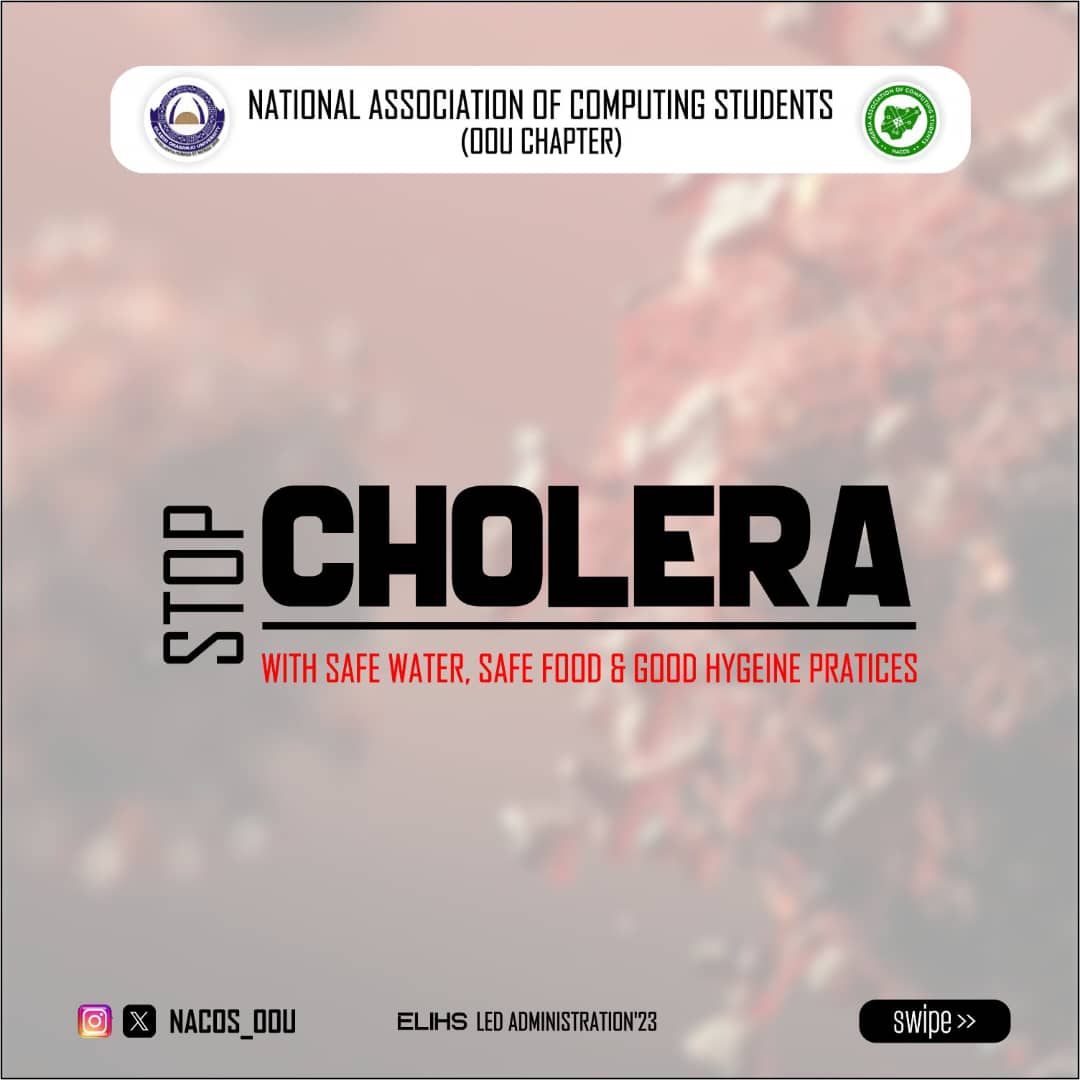 NATIONAL ASSOCIATION OF COMPUTING STUDENTS
(OOU CHAPTER)
STOP
CHOLERA
WITH SAFE WATER, SAFE FOOD & GOOD HYGEINE PRATICES
NACOS_OOU
ELIHS LED ADMINISTRATION'23
swipe >>